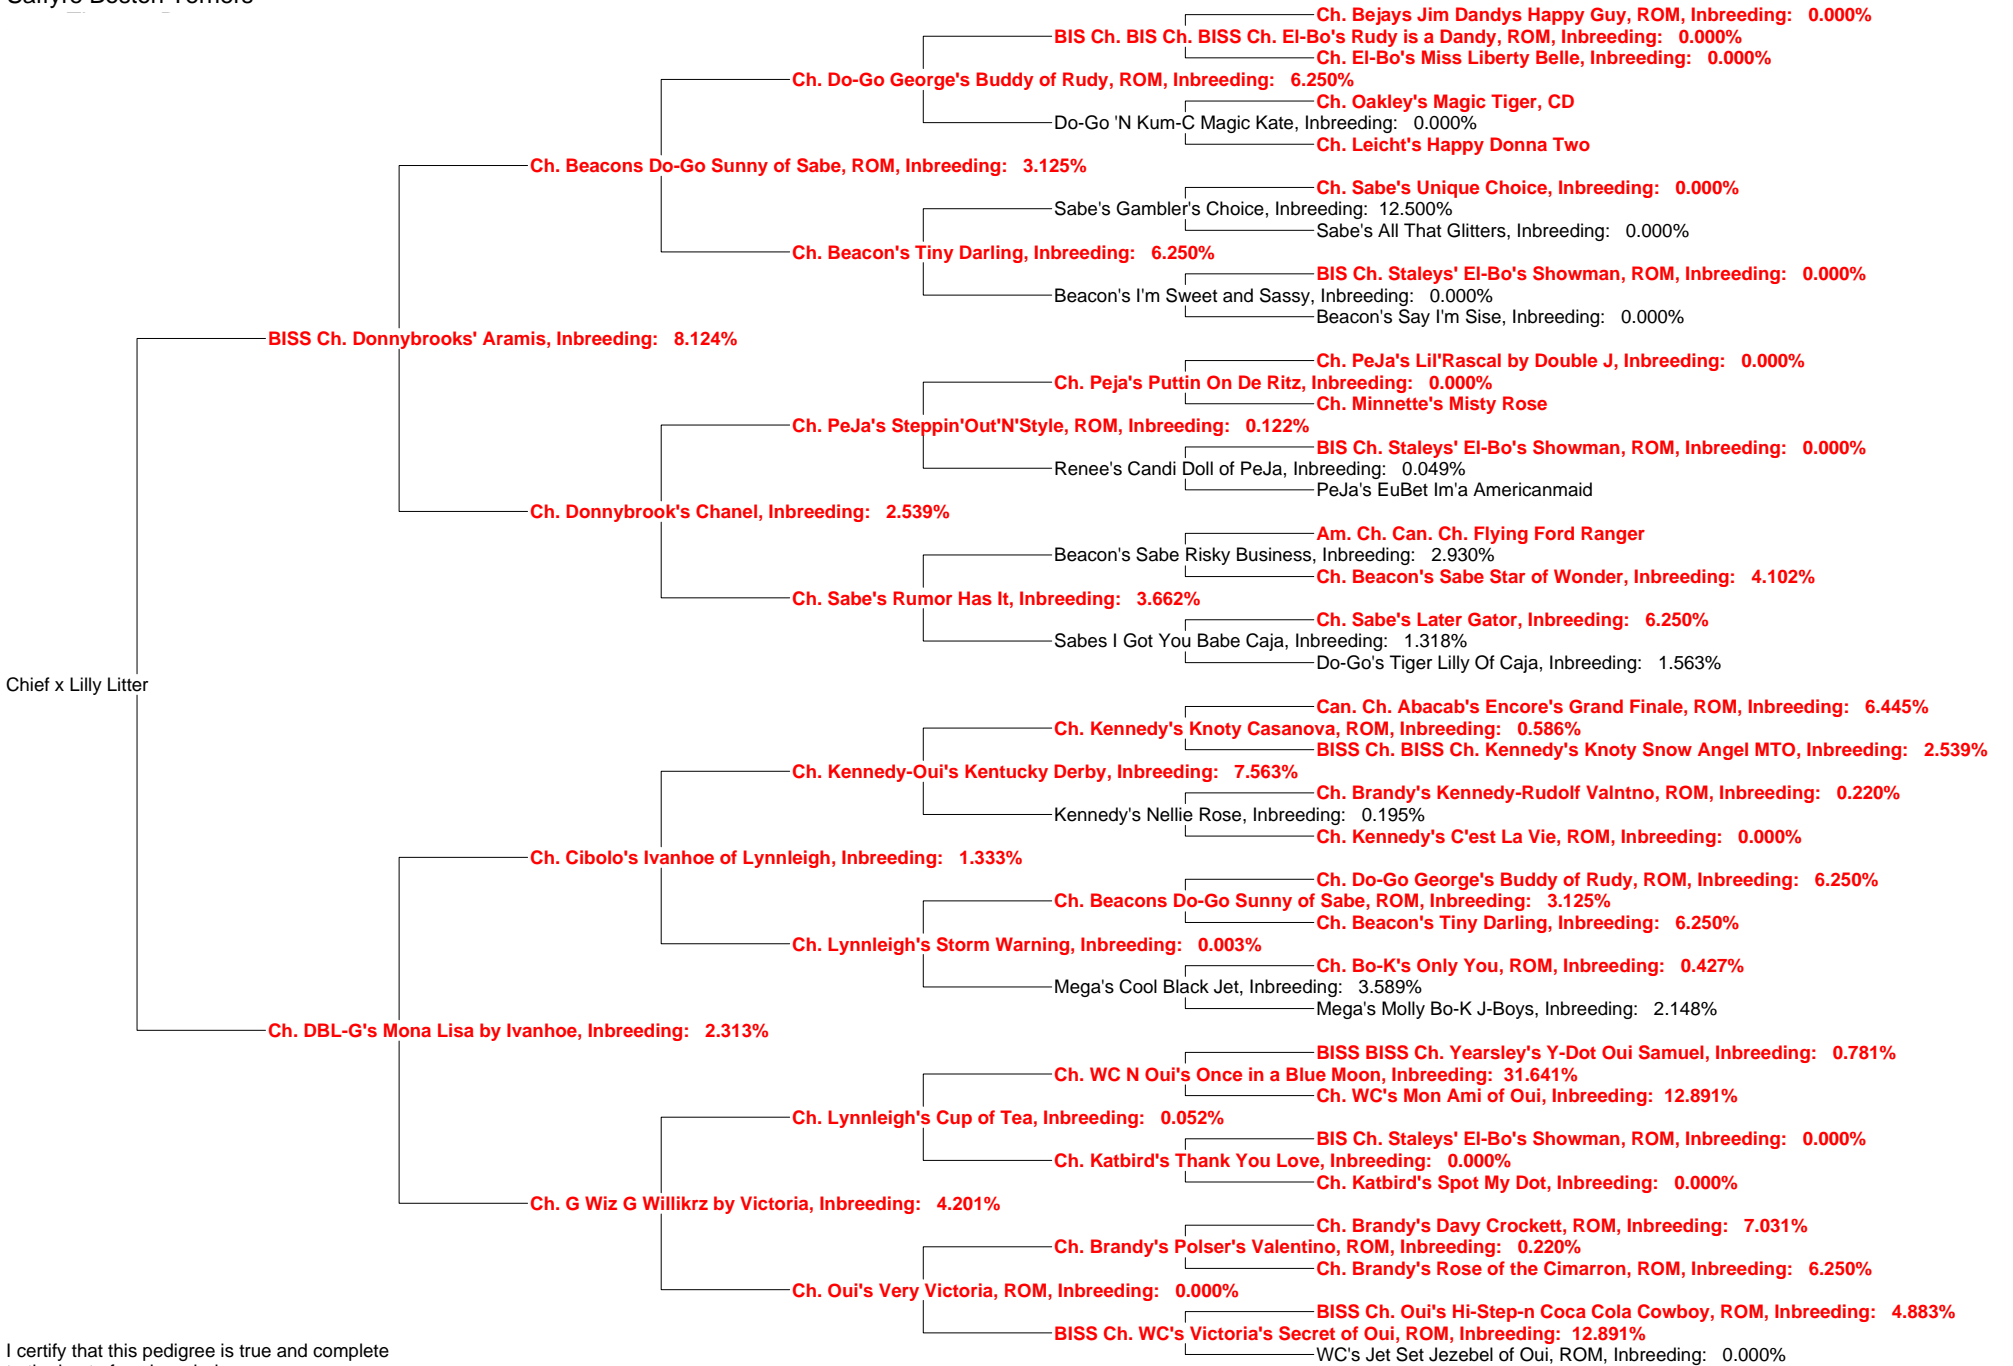 Ch. Bejays Jim Dandys Happy Guy, ROM, Inbreeding: 0.000%
BIS Ch. BIS Ch. BISS Ch. El-Bo's Rudy is a Dandy, ROM, Inbreeding: 0.000%
Ch. El-Bo's Miss Liberty Belle, Inbreeding: 0.000%
Ch. Do-Go George's Buddy of Rudy, ROM, Inbreeding: 6.250%
Ch. Oakley's Magic Tiger, CD
Do-Go 'N Kum-C Magic Kate, Inbreeding: 0.000%
Ch. Leicht's Happy Donna Two
Ch. Beacons Do-Go Sunny of Sabe, ROM, Inbreeding: 3.125%
Ch. Sabe's Unique Choice, Inbreeding: 0.000%
Sabe's Gambler's Choice, Inbreeding: 12.500%
Sabe's All That Glitters, Inbreeding: 0.000%
Ch. Beacon's Tiny Darling, Inbreeding: 6.250%
BIS Ch. Staleys' El-Bo's Showman, ROM, Inbreeding: 0.000%
Beacon's I'm Sweet and Sassy, Inbreeding: 0.000%
Beacon's Say I'm Sise, Inbreeding: 0.000%
BISS Ch. Donnybrooks' Aramis, Inbreeding: 8.124%
Ch. PeJa's Lil'Rascal by Double J, Inbreeding: 0.000%
Ch. Peja's Puttin On De Ritz, Inbreeding: 0.000%
Ch. Minnette's Misty Rose
Ch. PeJa's Steppin'Out'N'Style, ROM, Inbreeding: 0.122%
BIS Ch. Staleys' El-Bo's Showman, ROM, Inbreeding: 0.000%
Renee's Candi Doll of PeJa, Inbreeding: 0.049%
PeJa's EuBet Im'a Americanmaid
Ch. Donnybrook's Chanel, Inbreeding: 2.539%
Am. Ch. Can. Ch. Flying Ford Ranger
Beacon's Sabe Risky Business, Inbreeding: 2.930%
Ch. Beacon's Sabe Star of Wonder, Inbreeding: 4.102%
Ch. Sabe's Rumor Has It, Inbreeding: 3.662%
Ch. Sabe's Later Gator, Inbreeding: 6.250%
Sabes I Got You Babe Caja, Inbreeding: 1.318%
Do-Go's Tiger Lilly Of Caja, Inbreeding: 1.563%
Chief x Lilly Litter
Can. Ch. Abacab's Encore's Grand Finale, ROM, Inbreeding: 6.445%
Ch. Kennedy's Knoty Casanova, ROM, Inbreeding: 0.586%
BISS Ch. BISS Ch. Kennedy's Knoty Snow Angel MTO, Inbreeding: 2.539%
Ch. Kennedy-Oui's Kentucky Derby, Inbreeding: 7.563%
Ch. Brandy's Kennedy-Rudolf Valntno, ROM, Inbreeding: 0.220%
Kennedy's Nellie Rose, Inbreeding: 0.195%
Ch. Kennedy's C'est La Vie, ROM, Inbreeding: 0.000%
Ch. Cibolo's Ivanhoe of Lynnleigh, Inbreeding: 1.333%
Ch. Do-Go George's Buddy of Rudy, ROM, Inbreeding: 6.250%
Ch. Beacons Do-Go Sunny of Sabe, ROM, Inbreeding: 3.125%
Ch. Beacon's Tiny Darling, Inbreeding: 6.250%
Ch. Lynnleigh's Storm Warning, Inbreeding: 0.003%
Ch. Bo-K's Only You, ROM, Inbreeding: 0.427%
Mega's Cool Black Jet, Inbreeding: 3.589%
Mega's Molly Bo-K J-Boys, Inbreeding: 2.148%
Ch. DBL-G's Mona Lisa by Ivanhoe, Inbreeding: 2.313%
BISS BISS Ch. Yearsley's Y-Dot Oui Samuel, Inbreeding: 0.781%
Ch. WC N Oui's Once in a Blue Moon, Inbreeding: 31.641%
Ch. WC's Mon Ami of Oui, Inbreeding: 12.891%
Ch. Lynnleigh's Cup of Tea, Inbreeding: 0.052%
BIS Ch. Staleys' El-Bo's Showman, ROM, Inbreeding: 0.000%
Ch. Katbird's Thank You Love, Inbreeding: 0.000%
Ch. Katbird's Spot My Dot, Inbreeding: 0.000%
Ch. G Wiz G Willikrz by Victoria, Inbreeding: 4.201%
Ch. Brandy's Davy Crockett, ROM, Inbreeding: 7.031%
Ch. Brandy's Polser's Valentino, ROM, Inbreeding: 0.220%
Ch. Brandy's Rose of the Cimarron, ROM, Inbreeding: 6.250%
Ch. Oui's Very Victoria, ROM, Inbreeding: 0.000%
BISS Ch. Oui's Hi-Step-n Coca Cola Cowboy, ROM, Inbreeding: 4.883%
BISS Ch. WC's Victoria's Secret of Oui, ROM, Inbreeding: 12.891%
WC's Jet Set Jezebel of Oui, ROM, Inbreeding: 0.000%
I certify that this pedigree is true and complete